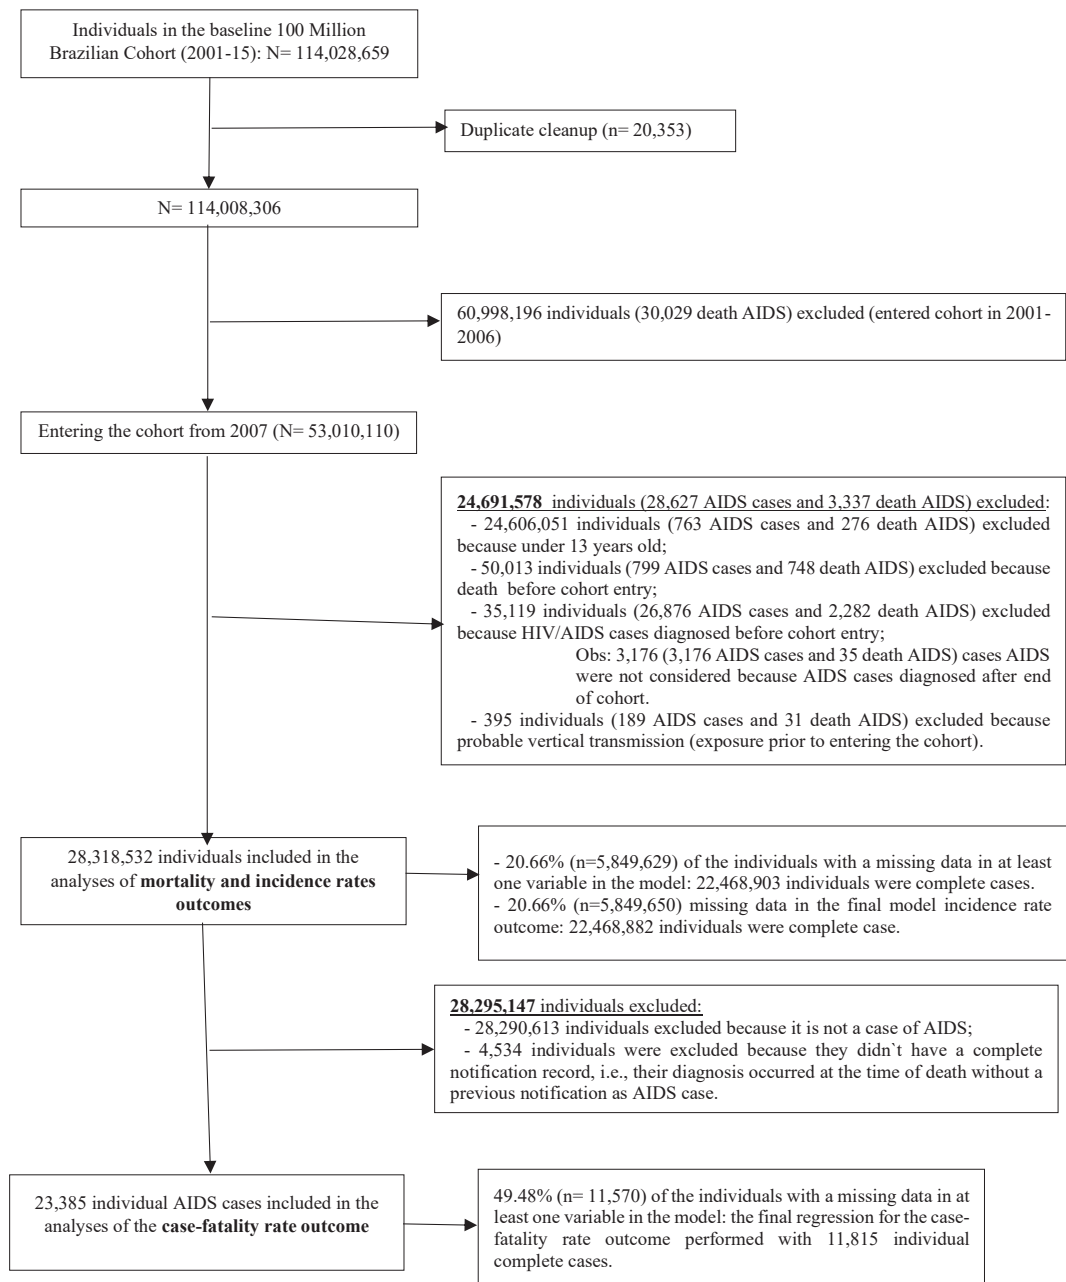 Individuals in the baseline 100 Million
Brazilian Cohort (2001-15): N= 114,028,659
Duplicate cleanup (n= 20,353)
N= 114,008,306
60,998,196 individuals (30,029 death AIDS) excluded (entered cohort in 2001-
2006)
Entering the cohort from 2007 (N= 53,010,110)
24,691,578 individuals (28,627 AIDS cases and 3,337 death AIDS) excluded:
- 24,606,051 individuals (763 AIDS cases and 276 death AIDS) excluded
because under 13 years old;
- 50,013 individuals (799 AIDS cases and 748 death AIDS) excluded because
death before cohort entry;
- 35,119 individuals (26,876 AIDS cases and 2,282 death AIDS) excluded
because HIV/AIDS cases diagnosed before cohort entry;
Obs: 3,176 (3,176 AIDS cases and 35 death AIDS) cases AIDS
were not considered because AIDS cases diagnosed after end
of cohort.
- 395 individuals (189 AIDS cases and 31 death AIDS) excluded because
probable vertical transmission (exposure prior to entering the cohort).
28,318,532 individuals included in the
analyses of mortality and incidence rates
outcomes
- 20.66% (n=5,849,629) of the individuals with a missing data in at least
one variable in the model: 22,468,903 individuals were complete cases.
- 20.66% (n=5,849,650) missing data in the final model incidence rate
outcome: 22,468,882 individuals were complete case.
28,295,147 individuals excluded:
- 28,290,613 individuals excluded because it is not a case of AIDS;
- 4,534 individuals were excluded because they didn`t have a complete
notification record, i.e., their diagnosis occurred at the time of death without a
previous notification as AIDS case.
23,385 individual AIDS cases included in the
analyses of the case-fatality rate outcome
49.48% (n= 11,570) of the individuals with a missing data in at
least one variable in the model: the final regression for the case-
fatality rate outcome performed with 11,815 individual
complete cases.